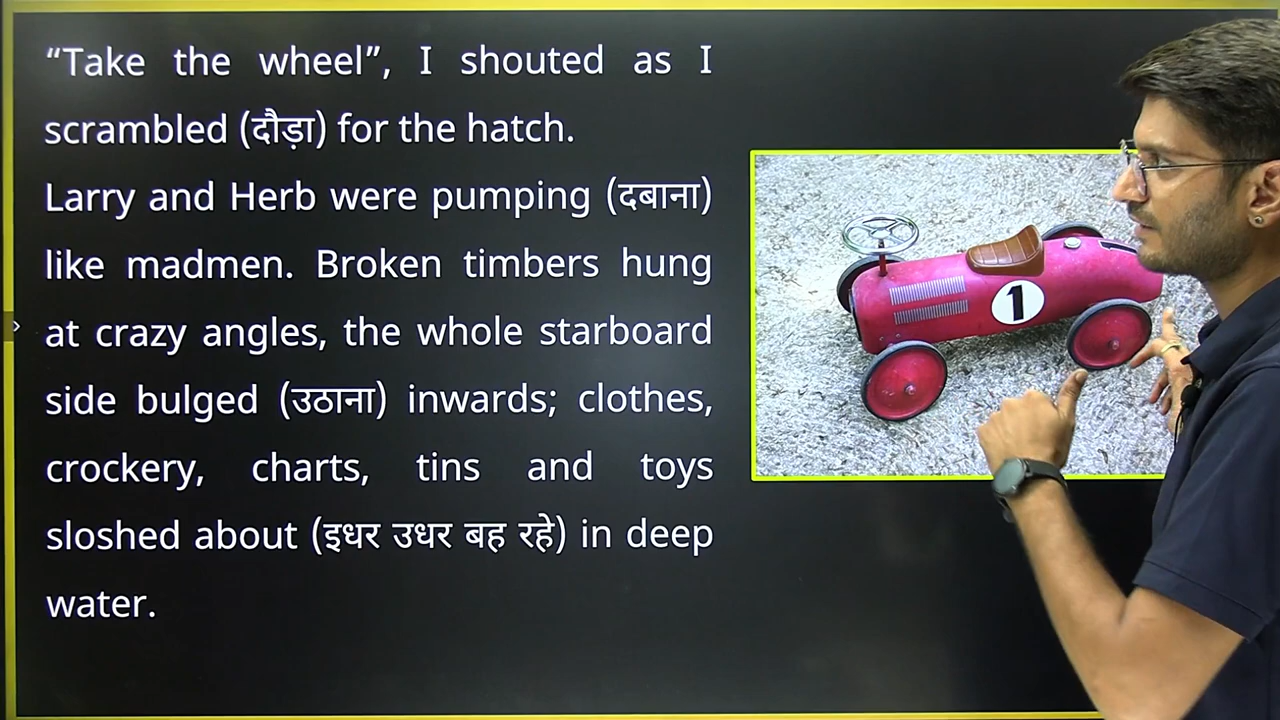 “Take the wheel”, I shouted as I
scrambled (दौड़ा) for the hatch.
Larry and Herb were pumping (दबाना)
like madmen. Broken timbers hung
at crazy angles, the whole starboard
side bulged (उठाना) inwards; clothes,
crockery, charts, tins and toys
sloshed about (इधर उधर बह रहे) in deep
water.
1
1